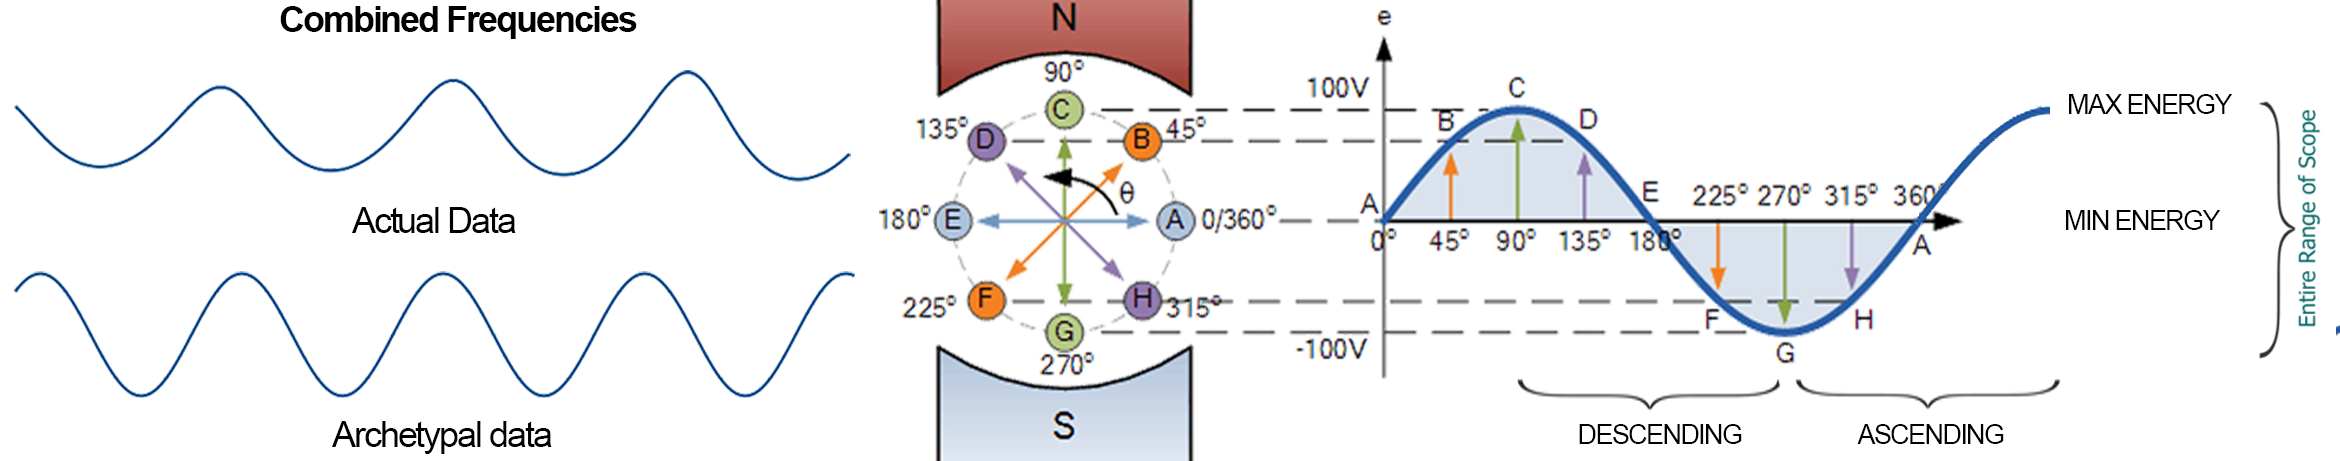 Combined Frequencies
Actual Data
Archetypal data
N
90°
C
135° D
B 45°
θ
180° E
A 0/360°
225° F
H 315°
G
270°
S
e
100V
C
B
D
A
E
225° 270° 315° 360°
0° 45° 90° 135° 180°
A
F
H
-100V
G
DESCENDING
ASCENDING
MAX ENERGY
MIN ENERGY
Entire Range of Scope